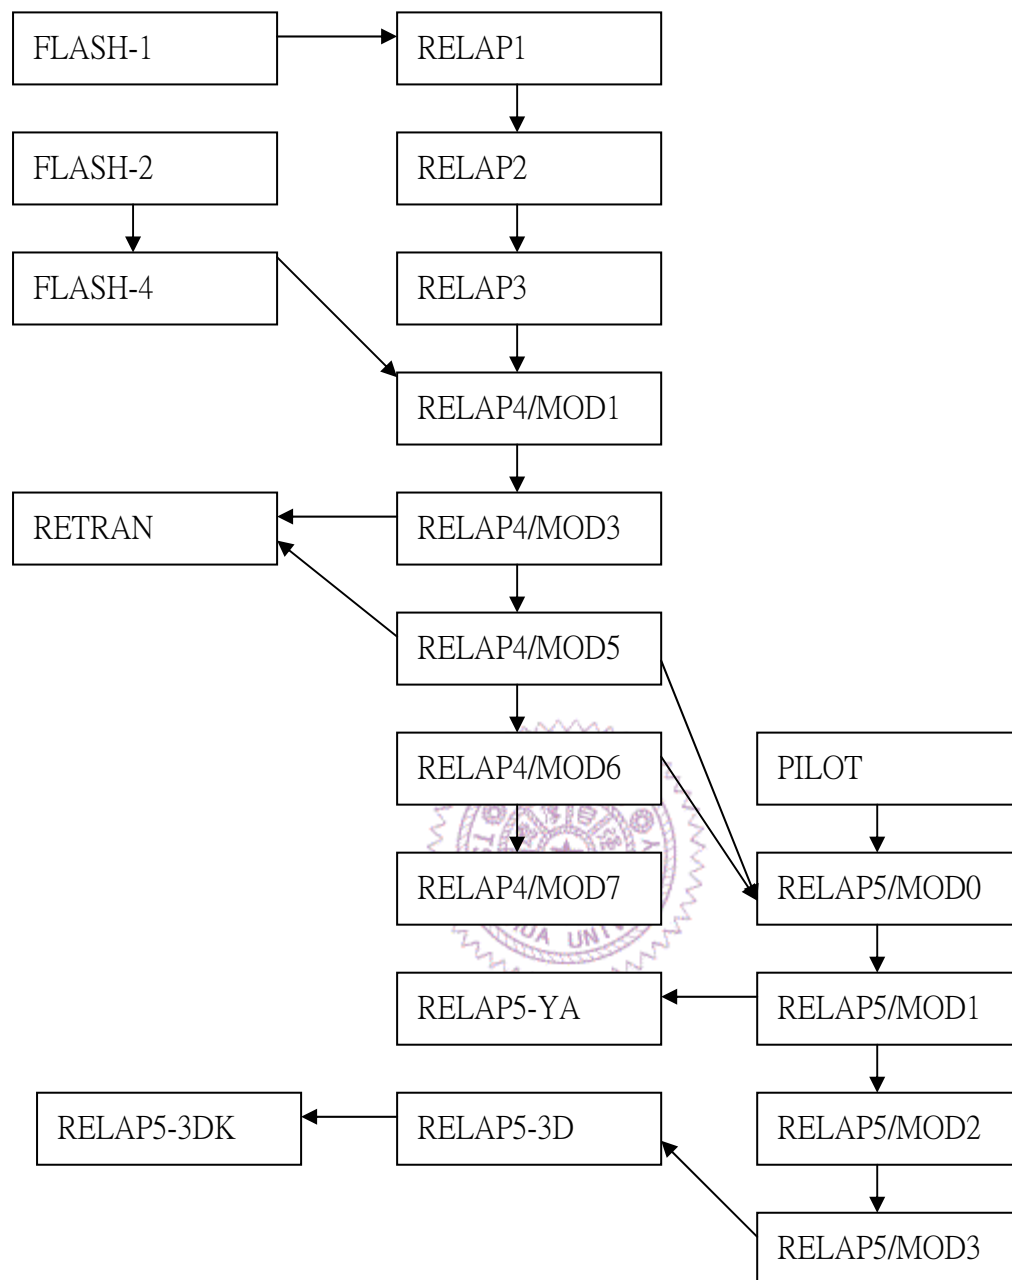 FLASH-1
RELAP1
FLASH-2
RELAP2
FLASH-4
RELAP3
RELAP4/MOD1
RETRAN
RELAP4/MOD3
RELAP4/MOD5
RELAP4/MOD6
PILOT
RELAP4/MOD7
RELAP5/MOD0
RELAP5-YA
RELAP5/MOD1
RELAP5-3DK
RELAP5-3D
RELAP5/MOD2
RELAP5/MOD3